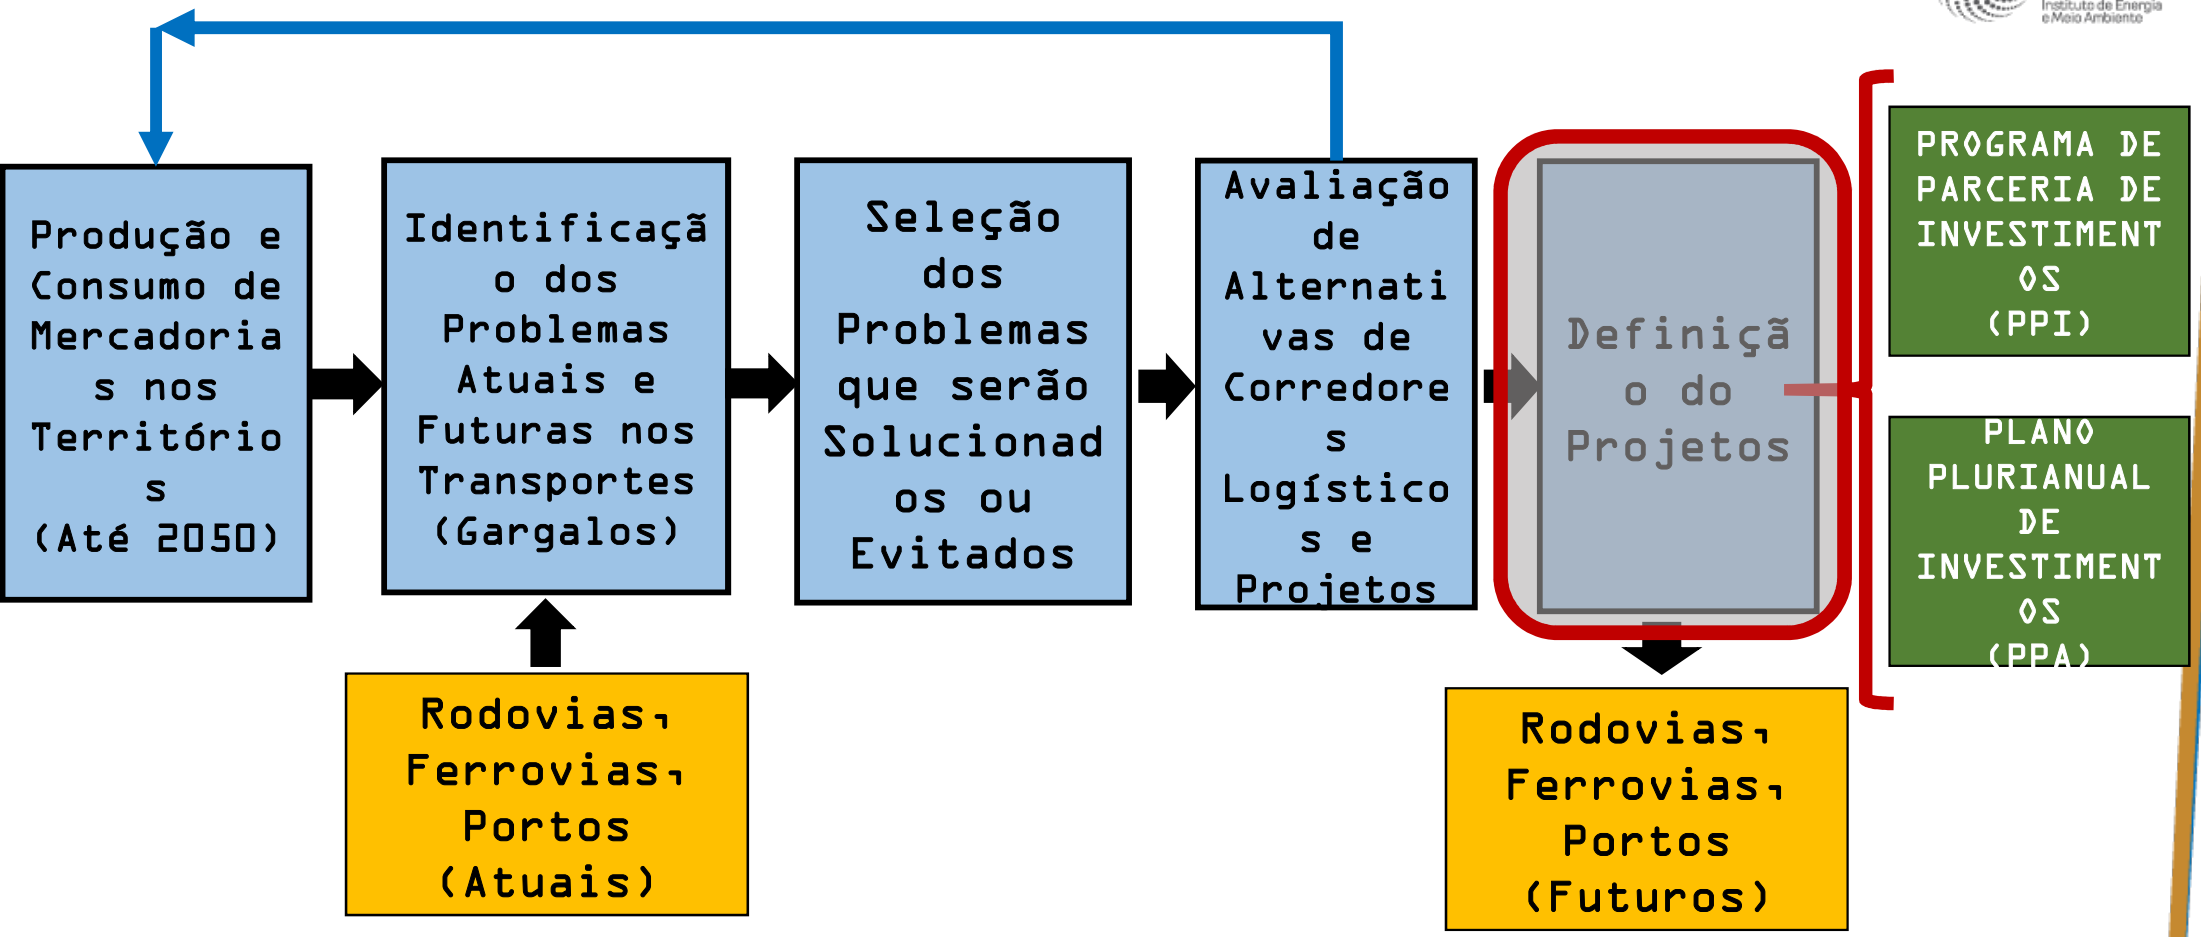 Instituto de Energia
e Meio Ambiente
Produção e
Consumo de
Mercadoria
s nos
Território
s
(Até 2050)
Identificaçã
o dos
Problemas
Atuais e
Futuras nos
Transportes
(Gargalos)
Seleção
dos
Problemas
que serão
Solucionad
os ou
Evitados
Avaliação
de
Alternati
vas de
Corredore
s
Logístico
s e
Projetos
Definiçã
o do
Projetos
PROGRAMA DE
PARCERIA DE
INVESTIMENT
OS
(PPI)
PLANO
PLURIANUAL
DE
INVESTIMENT
OS
(PPA)
Rodovias,
Ferrovias,
Portos
(Atuais)
Rodovias,
Ferrovias,
Portos
(Futuros)